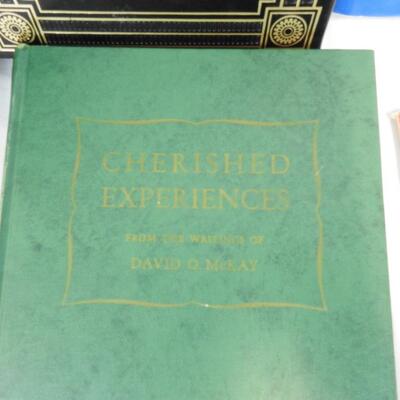 CHERISHED
EXPERIENCES
FROM THE WRITINGS OF
DAVID O. McKAY